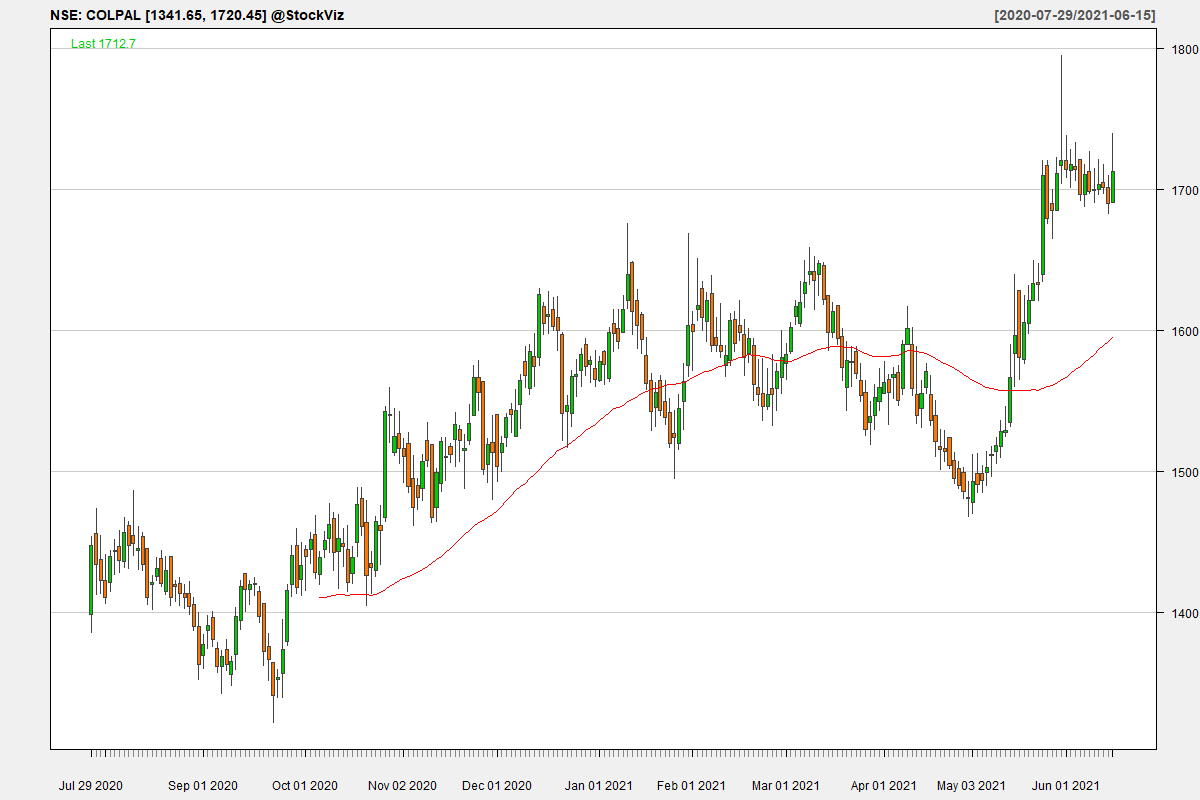 NSE: COLPAL [1341.65, 1720.45] @StockViz
[2020-07-29/2021-06-15]
Last 1712.7
1800
1700
1600
1500
1400
Jul 29 2020
Sep 01 2020
Oct 01 2020
Nov 02 2020
Dec 01 2020
Jan 01 2021
Feb 01 2021
Mar 01 2021
Apr 01 2021
May 03 2021
Jun 01 2021